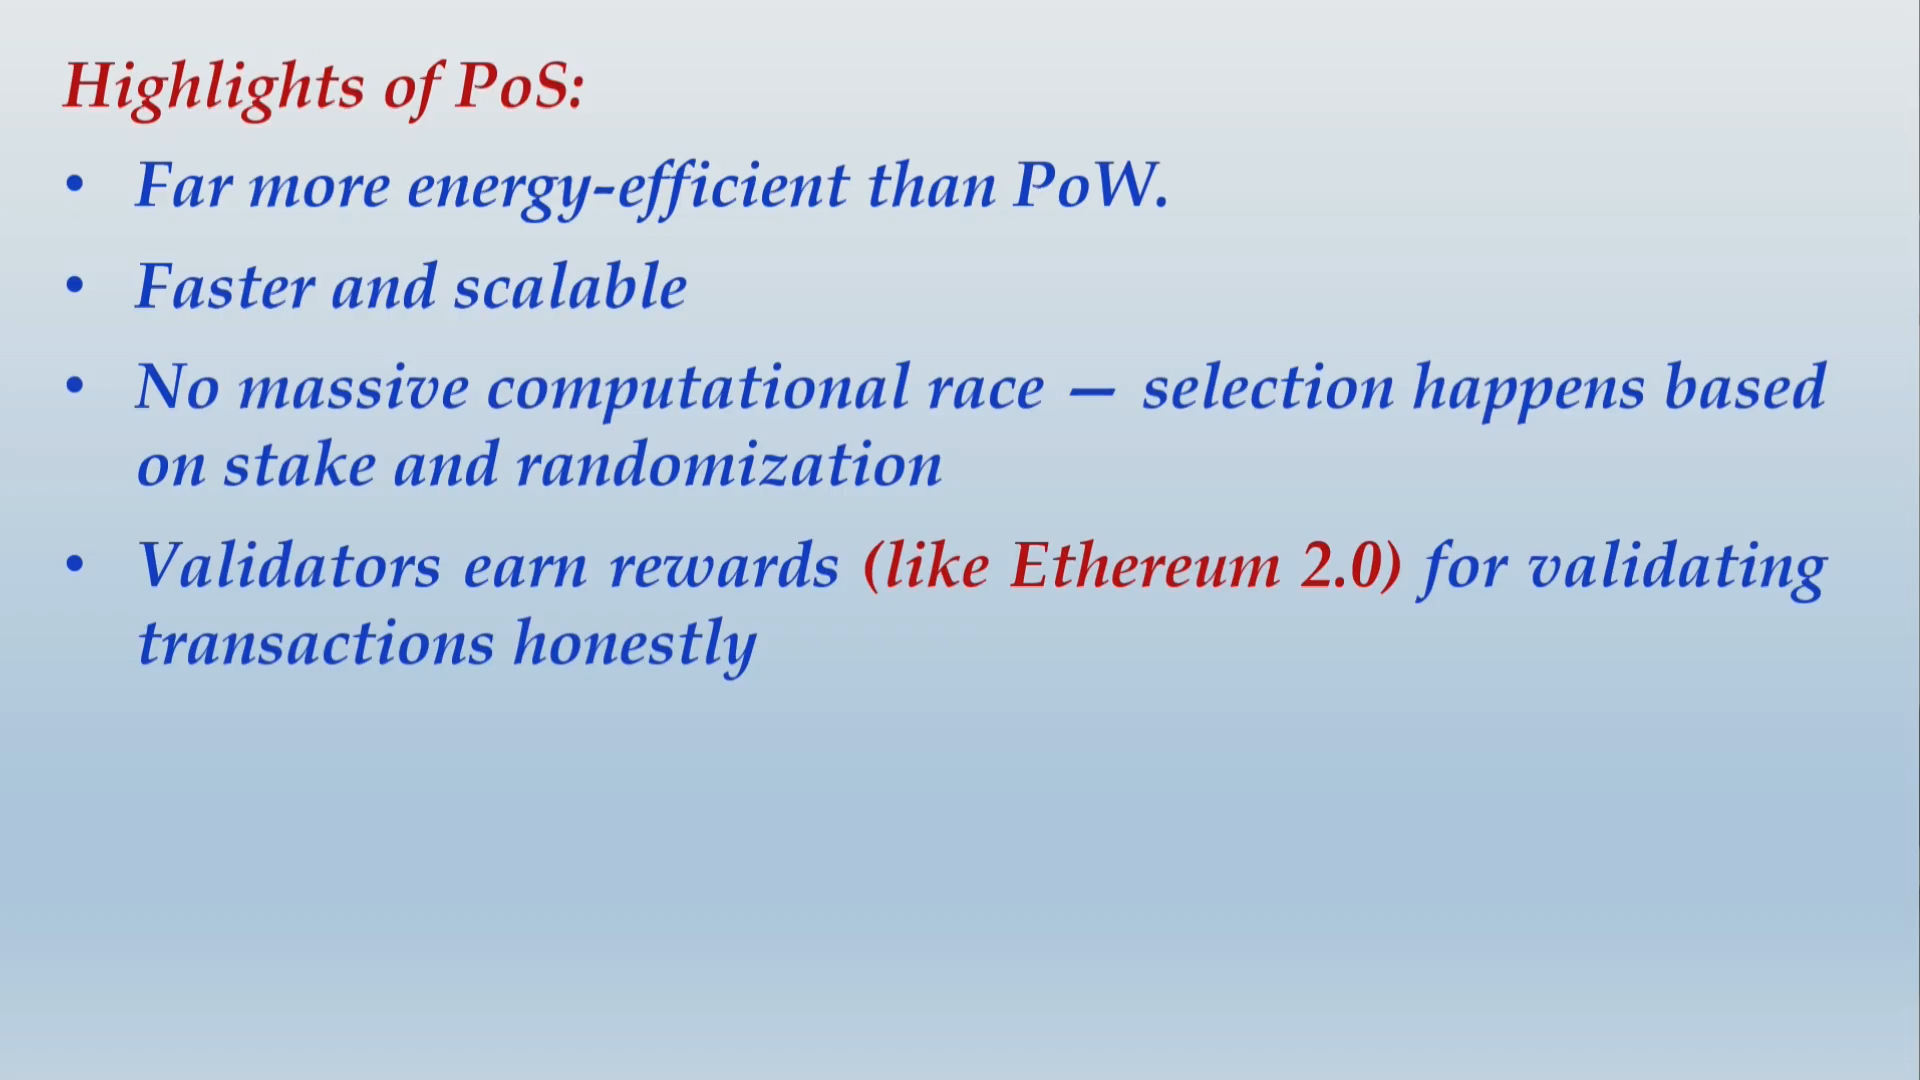 Highlights of PoS:
• Far more energy-efficient than PoW.
• Faster and scalable
• No massive computational race — selection happens based
on stake and randomization
• Validators earn rewards (like Ethereum 2.0) for validating
transactions honestly